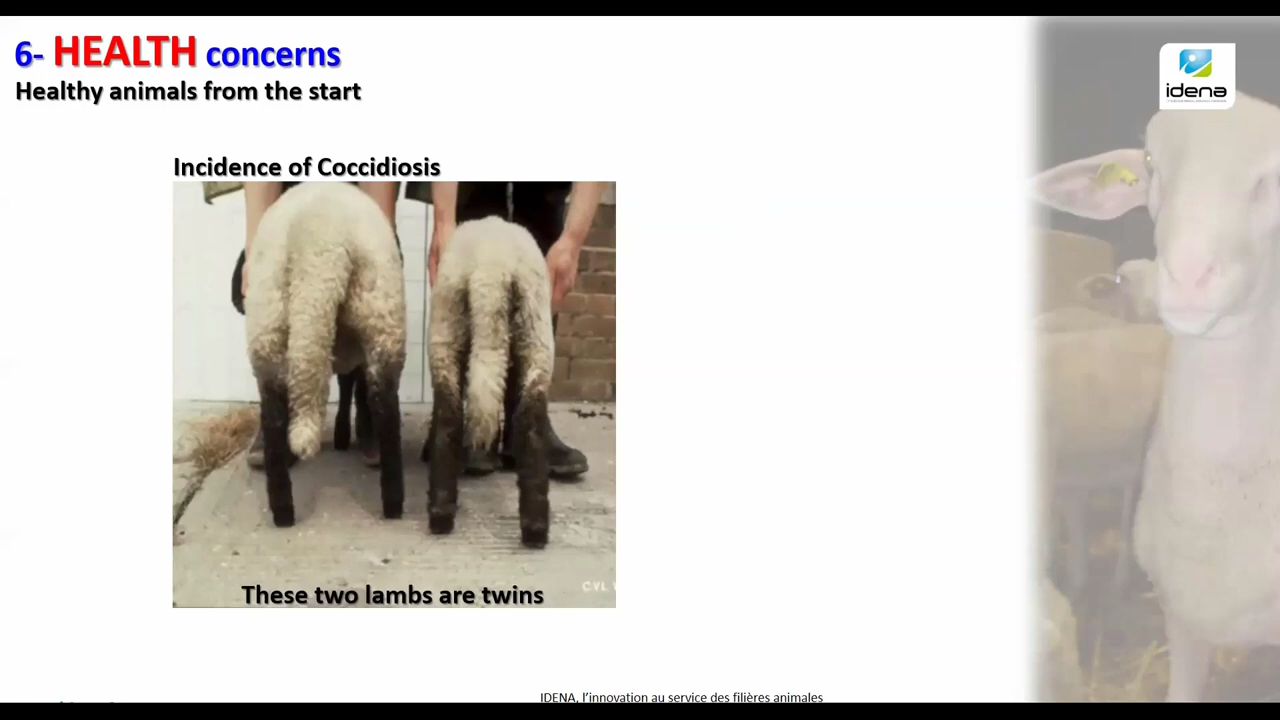 6- HEALTH concerns
Healthy animals from the start
idena
Incidence of Coccidiosis
CYL
These two lambs are twins
IDENA, l’innovation au service des filières animales